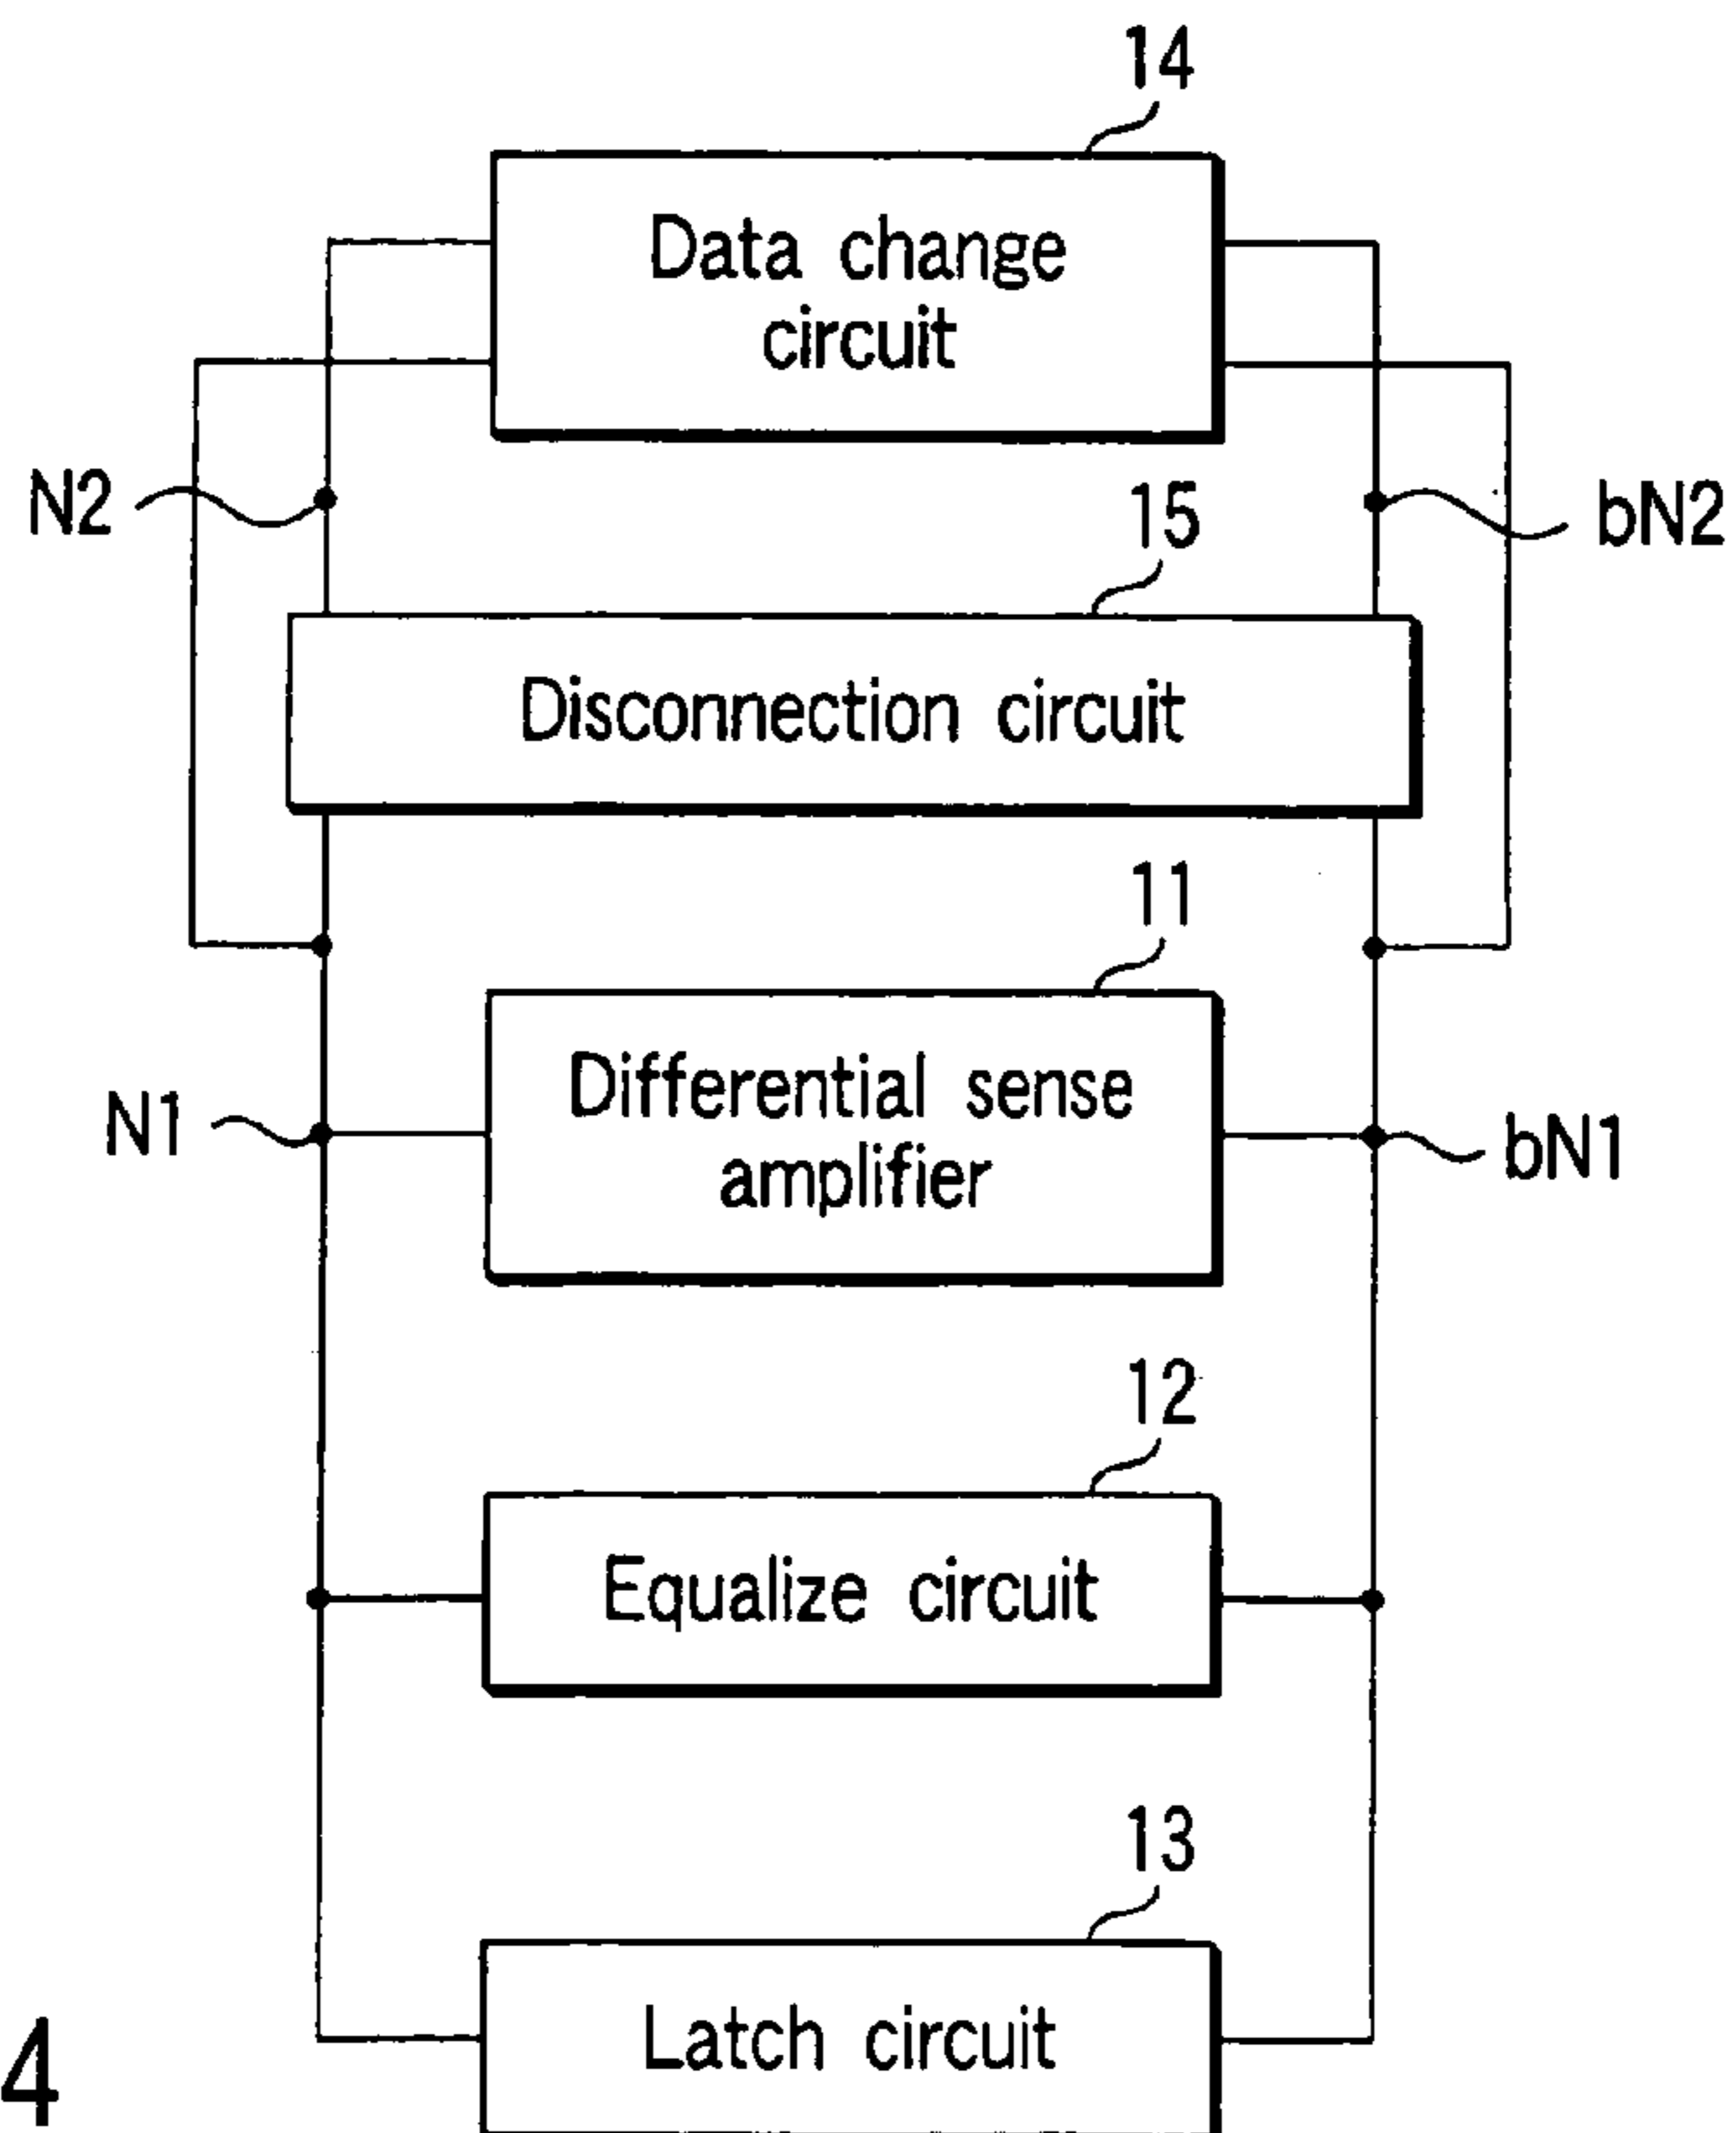 14
Data change
circuit
N2
15
bN2
Disconnection circuit
11
Differential sense
amplifier
N1
bN1
12
Equalize circuit
13
Latch circuit
4